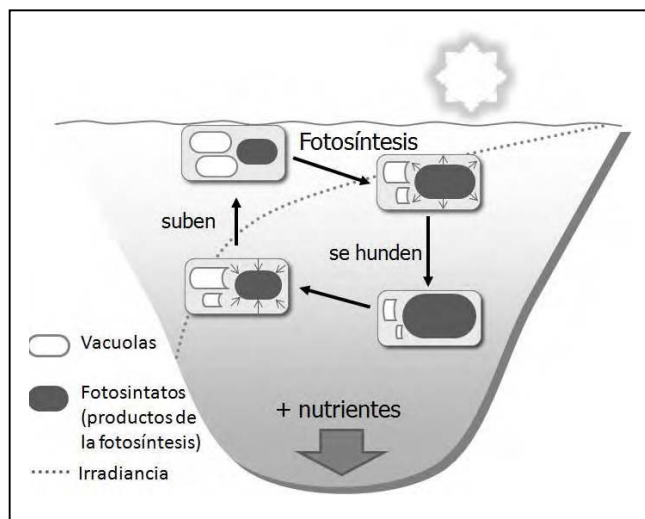 Fotosíntesis
suben
se hunden
Vacuolas
Fotosintatos
(productos de
la fotosíntesis)
+ nutrientes
Irradiancia